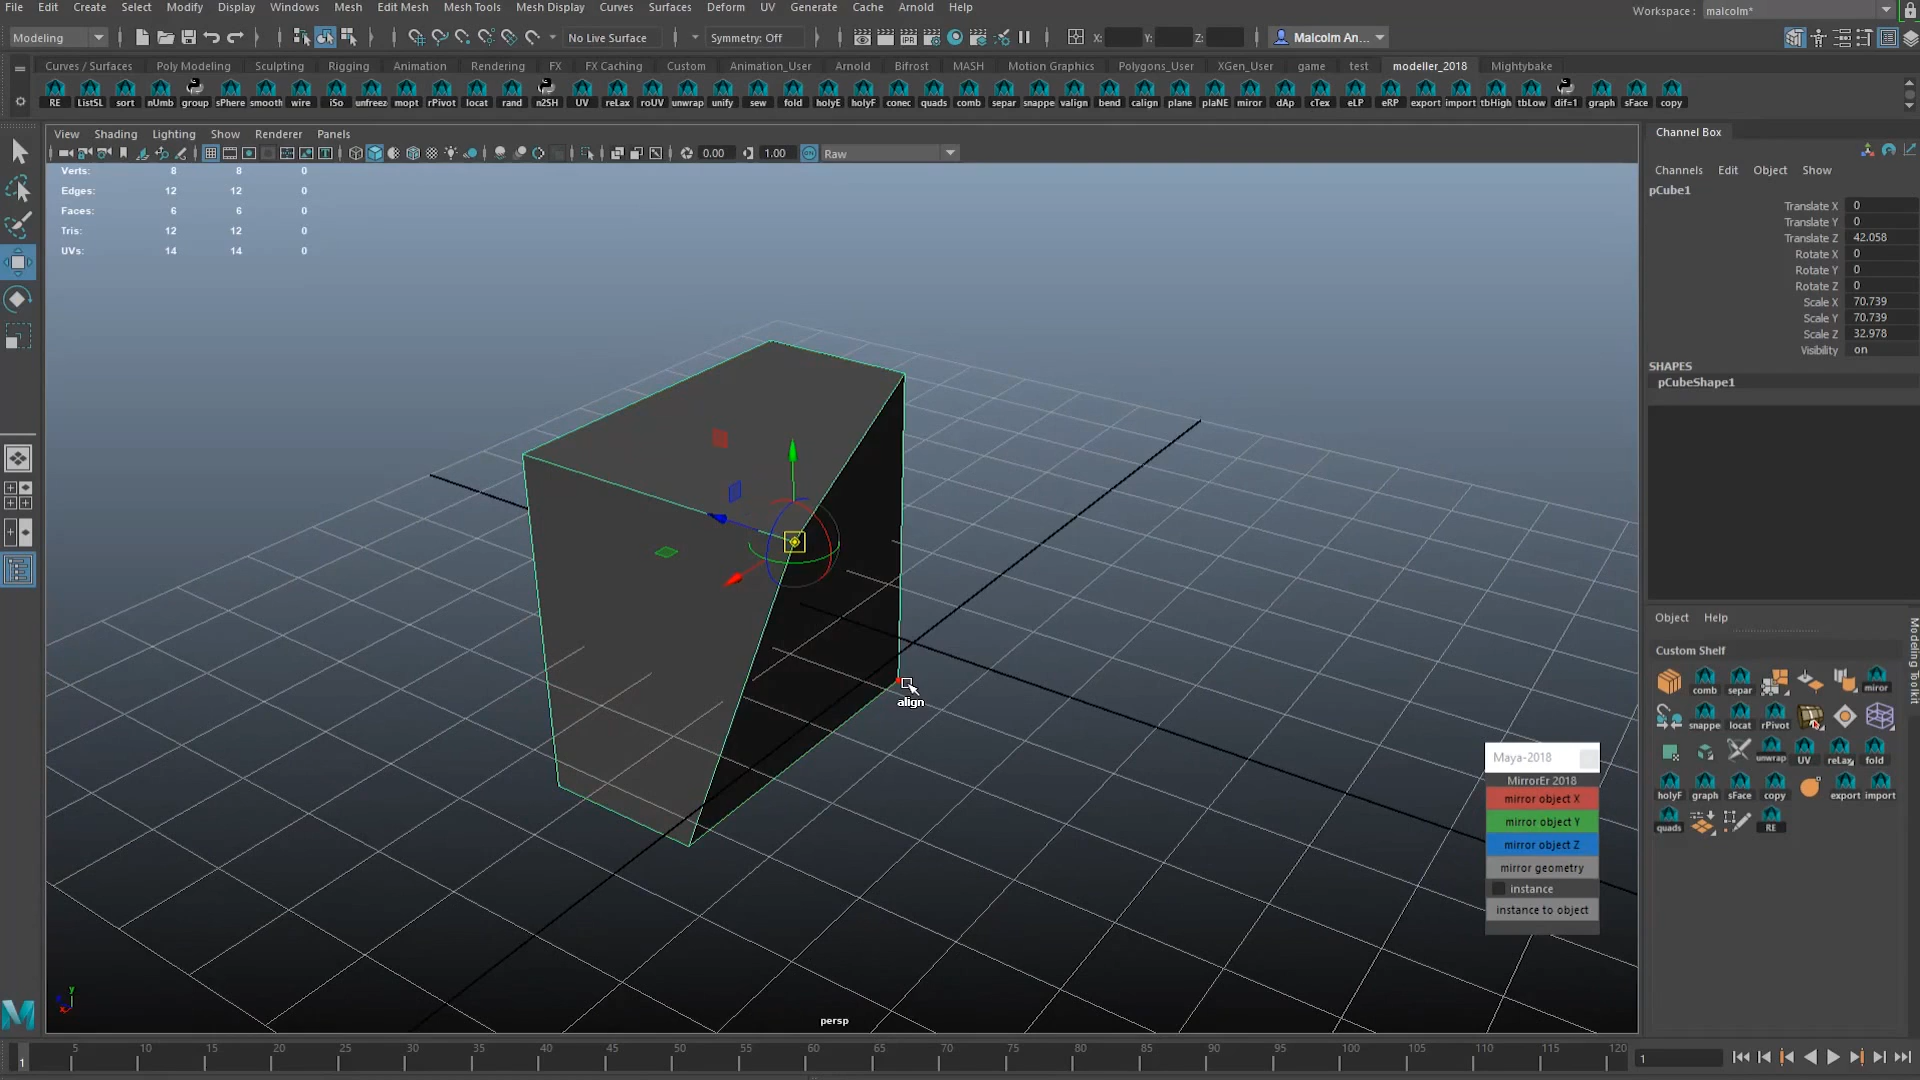 File Edit Create Select Modify Display Windows Mesh Edit Mesh Mesh Tools Mesh Display Curves Surfaces Deform UV Generate Cache Arnold Help
Workspace : malcolm*
Modeling No Live Surface Symmetry: Off X: Y: Z: Malcolm An...
Curves / Surfaces Poly Modeling Sculpting Rigging Animation Rendering FX FX Caching Custom Animation_User Arnold Bifrost MASH Motion Graphics Polygons_User XGen_User game test modeller_2018 Mightybake
RE ListSL sort nUmb group sPhere smooth wire iSo unfreez mopt rPivot locat rand n2SH UV reLax roUV unwrap unify sew fold holyE holyF conec quads comb separ snappe valign bend calign plane plaNE miror dAp cTex eLP eRP export import tbHigh tbLow dif=1 graph sFace copy
View Shading Lighting Show Renderer Panels
0.00 1.00 Raw
Verts: 8 8 0
Edges: 12 12 0
Faces: 6 6 0
Tris: 12 12 0
UVs: 14 14 0
align
persp
Channel Box
Channels Edit Object Show
pCube1
Translate X 0
Translate Y 0
Translate Z 42.058
Rotate X 0
Rotate Y 0
Rotate Z 0
Scale X 70.739
Scale Y 70.739
Scale Z 32.978
Visibility on
SHAPES
pCubeShape1
Object Help
Modeling Toolkit
Custom Shelf
comb separ miror
snappe locat rPivot
unwrap UV reLax fold
holyF graph sFace copy export import
quads RE
Maya-2018
MirrorEr 2018
mirror object X
mirror object Y
mirror object Z
mirror geometry
instance
instance to object
y
x
1 5 10 15 20 25 30 35 40 45 50 55 60 65 70 75 80 85 90 95 100 105 110 115 120
1